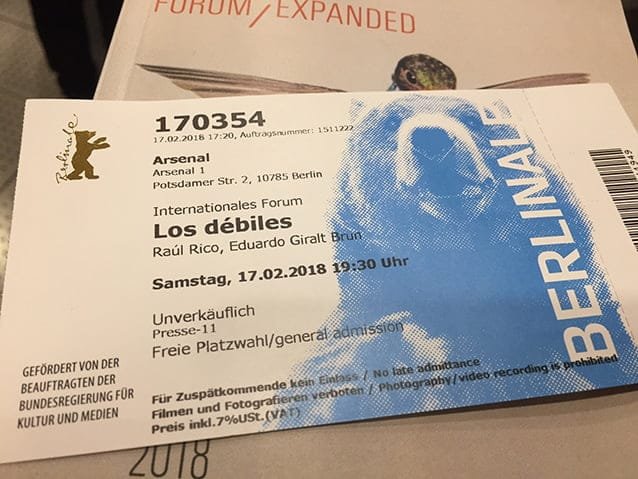 FORUM/EXPANDED
Berlinale
170354
17.02.2018 17:20, Auftragsnummer: 1511222
Arsenal
Arsenal 1
Potsdamer Str. 2, 10785 Berlin
Internationales Forum
Los débiles
Raúl Rico, Eduardo Giralt Brun
Samstag, 17.02.2018 19:30 Uhr
Unverkäuflich
Presse-11
Freie Platzwahl/general admission
GEFÖRDERT VON DER
BEAUFTRAGTEN DER
BUNDESREGIERUNG FÜR
KULTUR UND MEDIEN
Für Zuspätkommende kein Einlass / No late admittance
Filmen und Fotografieren verboten / Photography/video recording is prohibited
Preis inkl.7%USt.(VAT)
BERLINALE
2018